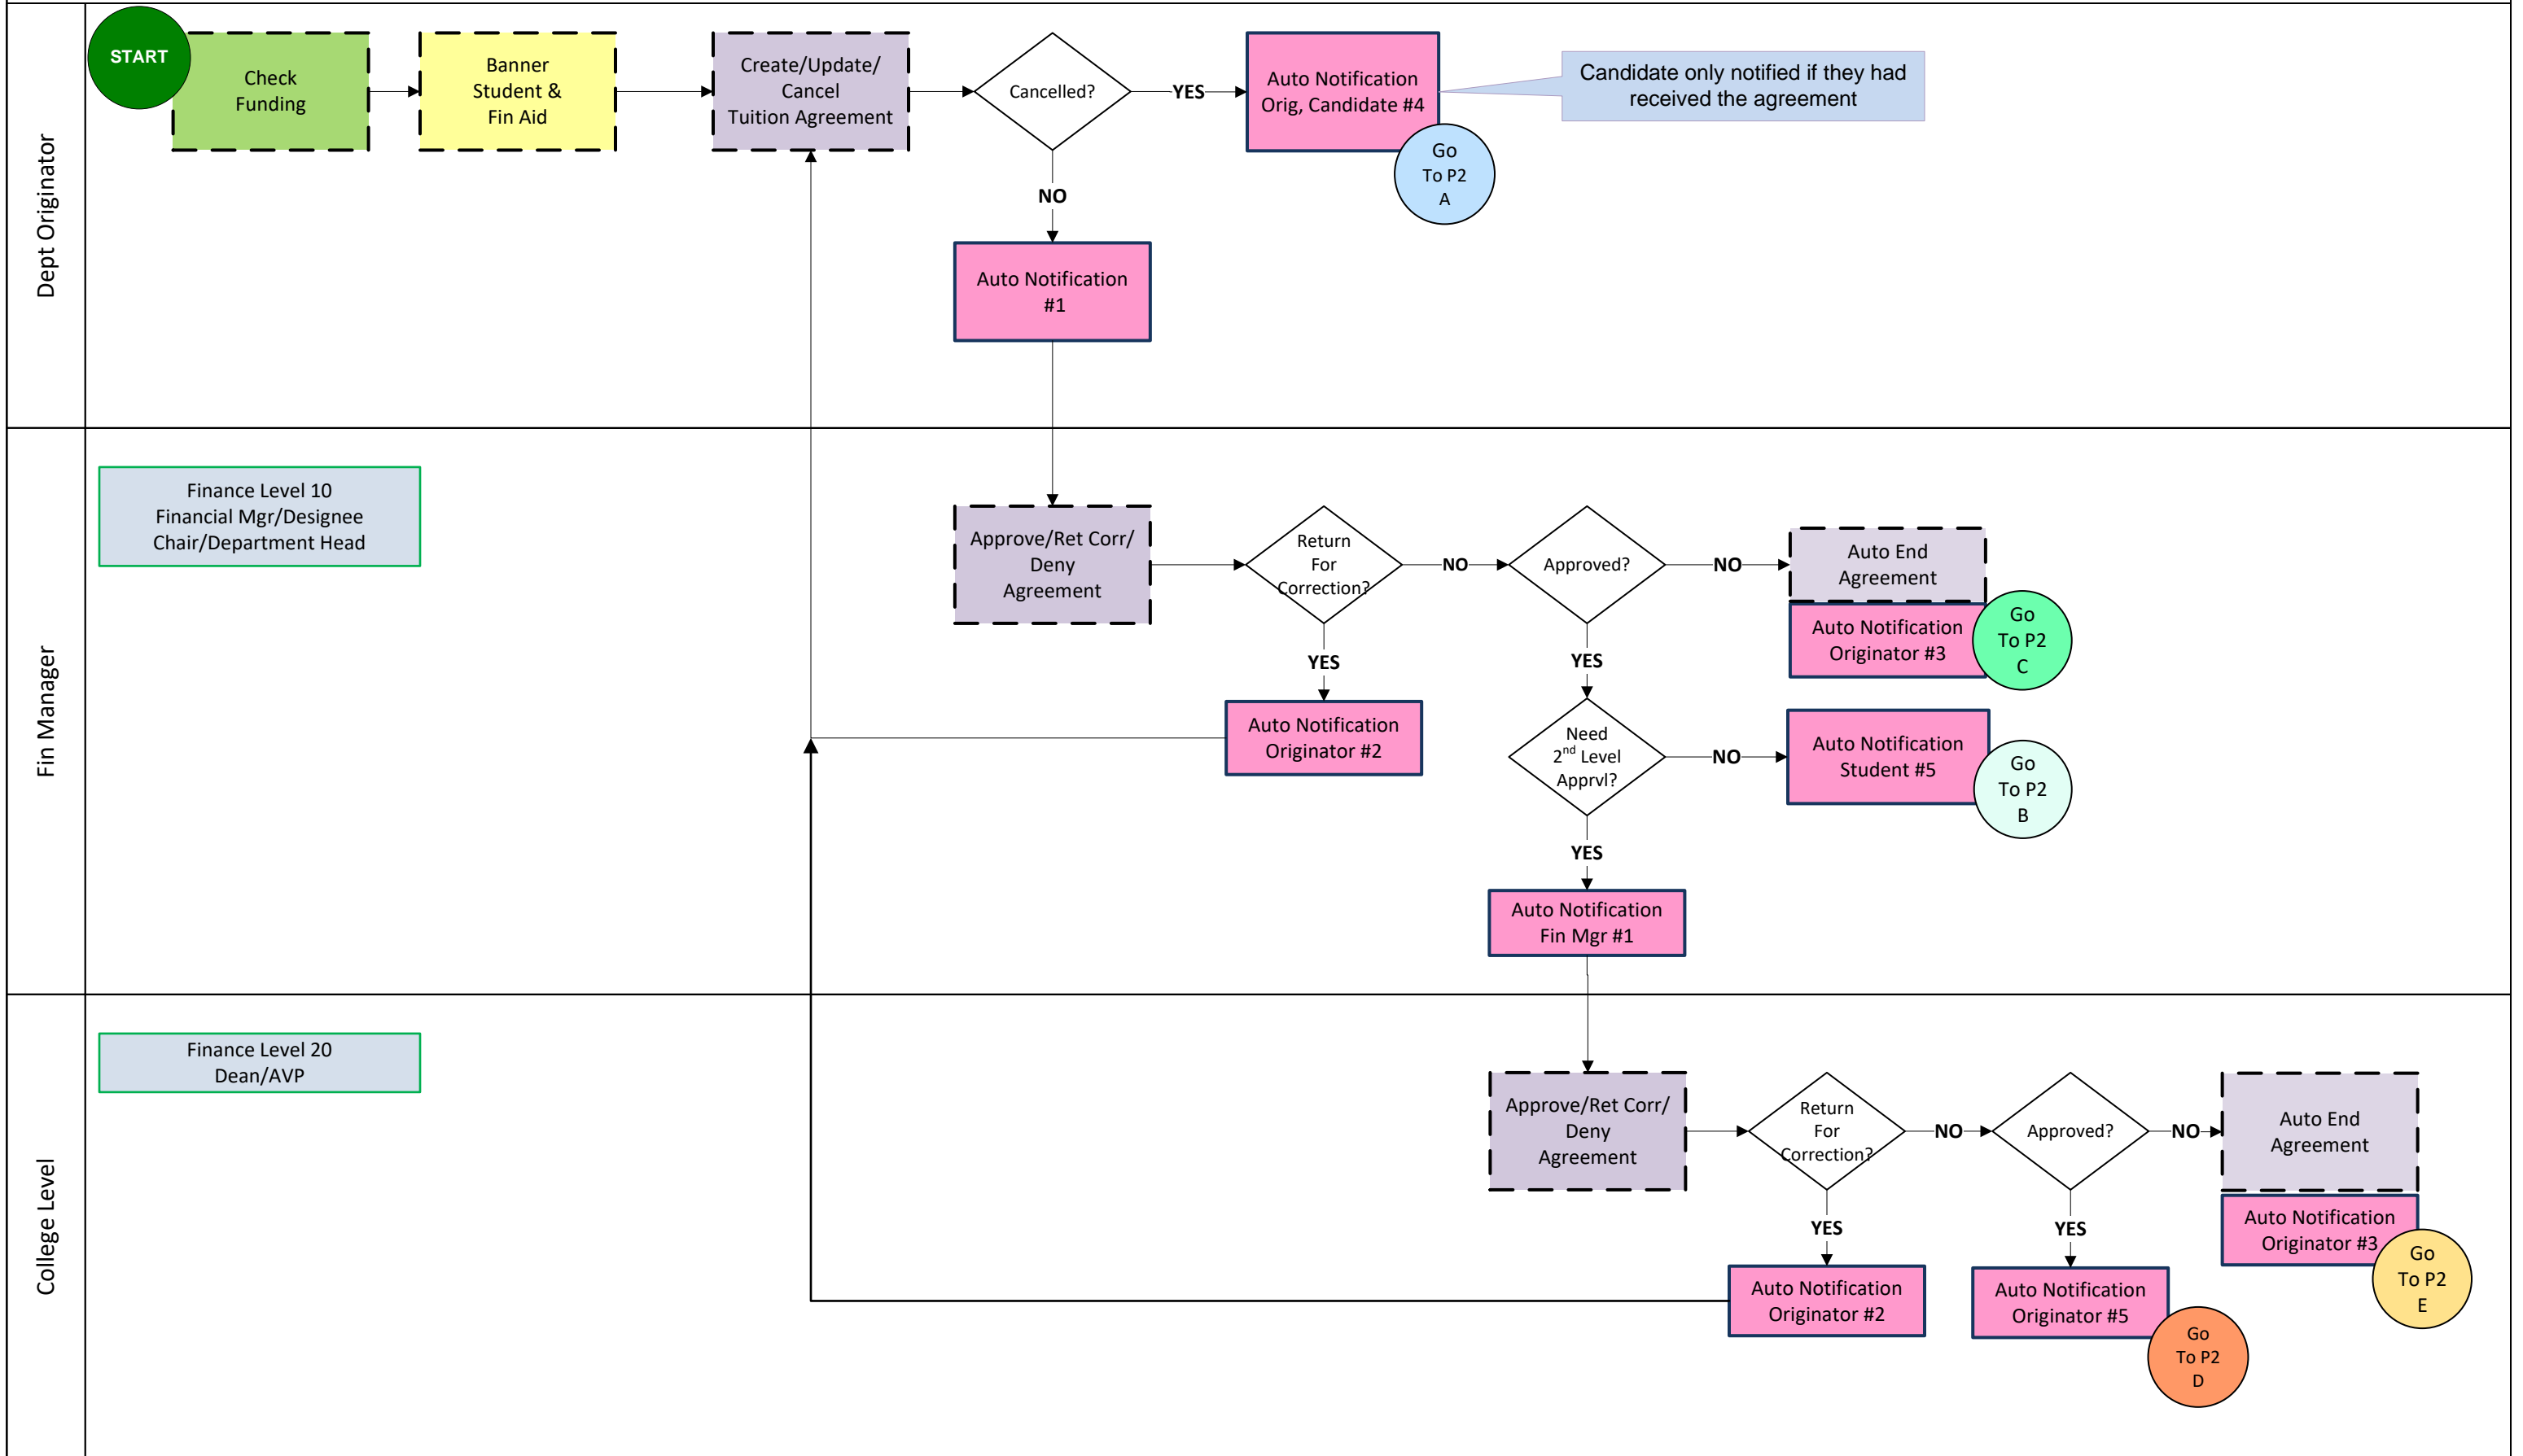 Dept Originator
START
Check
Funding
Banner
Student &
Fin Aid
Create/Update/
Cancel
Tuition Agreement
Cancelled?
YES
Auto Notification
Orig, Candidate #4
Go
To P2
A
Candidate only notified if they had
received the agreement
NO
Auto Notification
#1
Fin Manager
Finance Level 10
Financial Mgr/Designee
Chair/Department Head
Approve/Ret Corr/
Deny
Agreement
Return
For
Correction?
NO
Approved?
NO
Auto End
Agreement
Auto Notification
Originator #3
Go
To P2
C
YES
Auto Notification
Originator #2
YES
Need
2nd Level
Apprvl?
NO
Auto Notification
Student #5
Go
To P2
B
YES
Auto Notification
Fin Mgr #1
College Level
Finance Level 20
Dean/AVP
Approve/Ret Corr/
Deny
Agreement
Return
For
Correction?
NO
Approved?
NO
Auto End
Agreement
Auto Notification
Originator #3
Go
To P2
E
YES
Auto Notification
Originator #2
YES
Auto Notification
Originator #5
Go
To P2
D